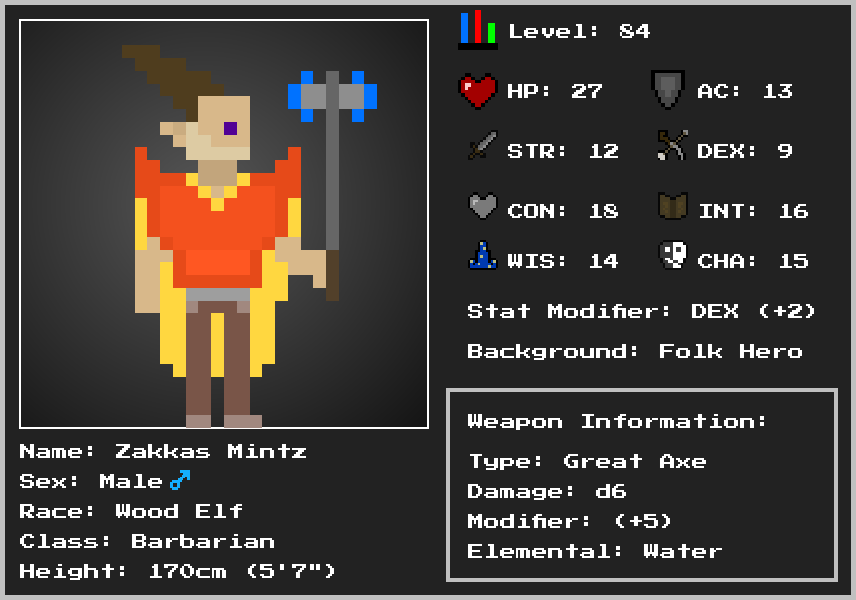 Level: 84
HP: 27 AC: 13
STR: 12 DEX: 9
CON: 18 INT: 16
WIS: 14 CHA: 15
Stat Modifier: DEX (+2)
Background: Folk Hero
Weapon Information:
Type: Great Axe
Damage: d6
Modifier: (+5)
Elemental: Water
Name: Zakkas Mintz
Sex: Male ♂
Race: Wood Elf
Class: Barbarian
Height: 170cm (5'7")